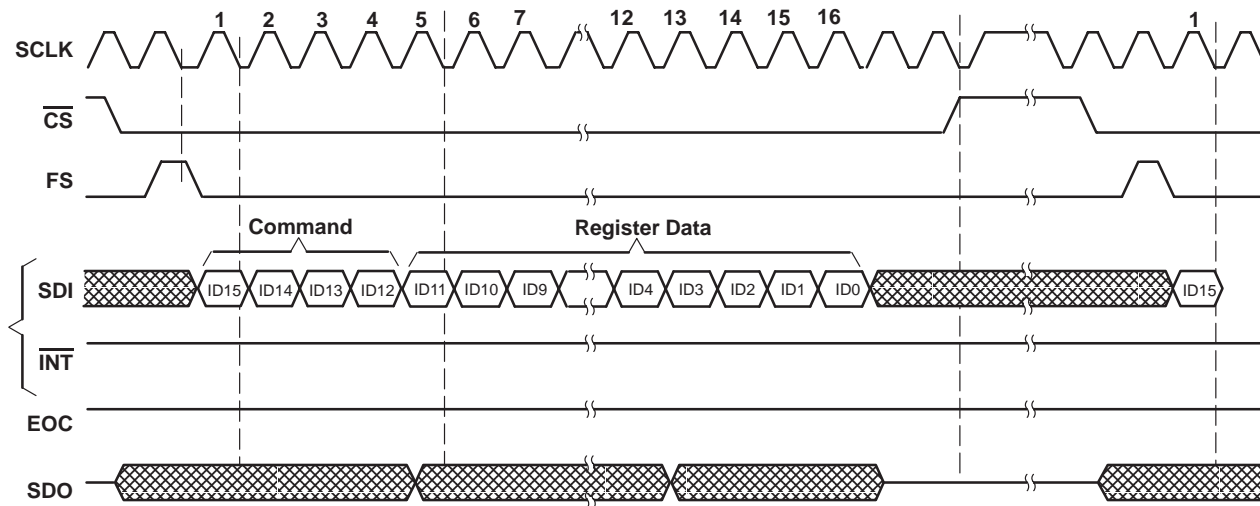 1 2 3 4 5 6 7 12 13 14 15 16 1
SCLK
CS
FS
Command Register Data
SDI ID15 ID14 ID13 ID12 ID11 ID10 ID9 ID4 ID3 ID2 ID1 ID0 ID15
INT
EOC
SDO